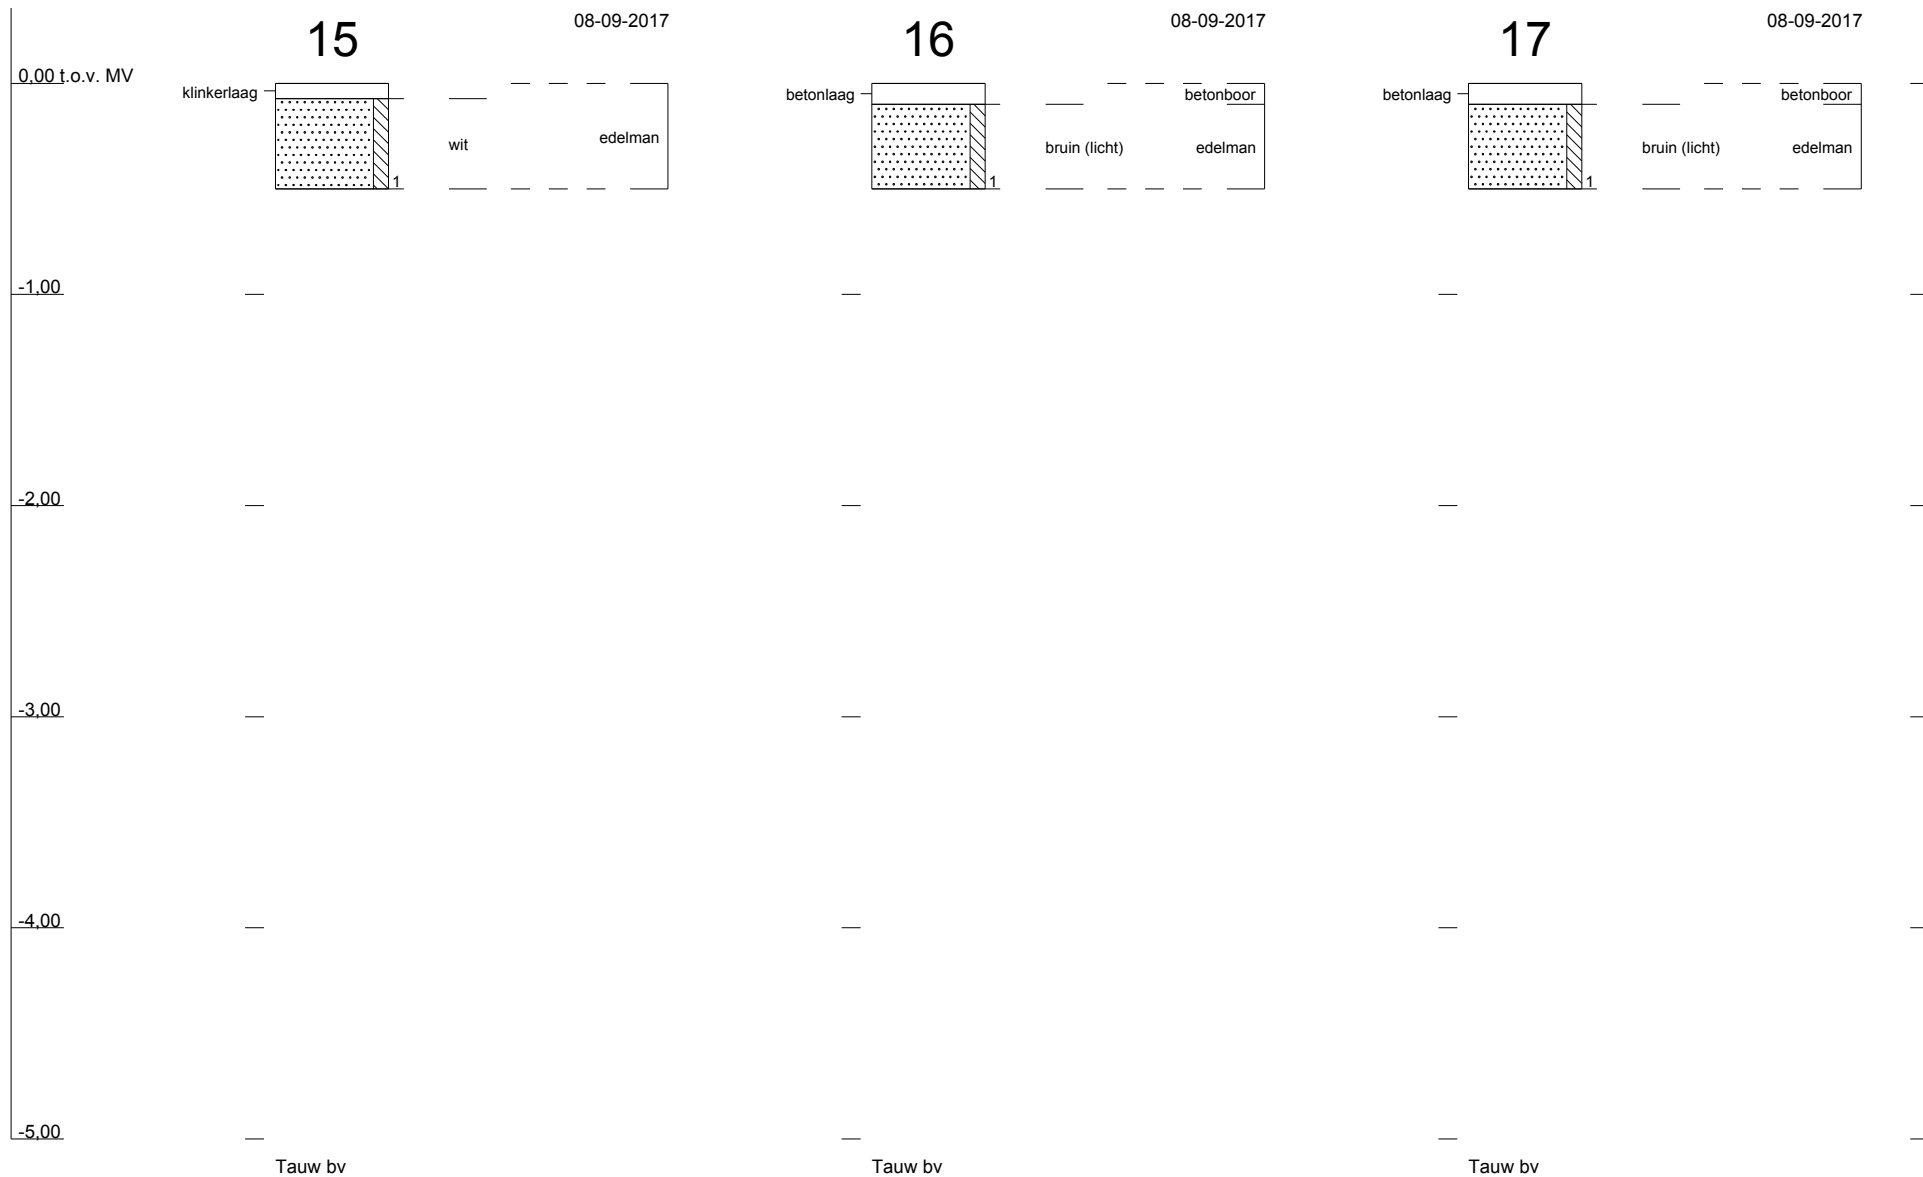 15
08-09-2017
16
08-09-2017
17
08-09-2017
0,00 t.o.v. MV
klinkerlaag
wit
edelman
1
betonlaag
betonboor
bruin (licht)
edelman
1
betonlaag
betonboor
bruin (licht)
edelman
1
-1,00
-2,00
-3,00
-4,00
-5,00
Tauw bv
Tauw bv
Tauw bv